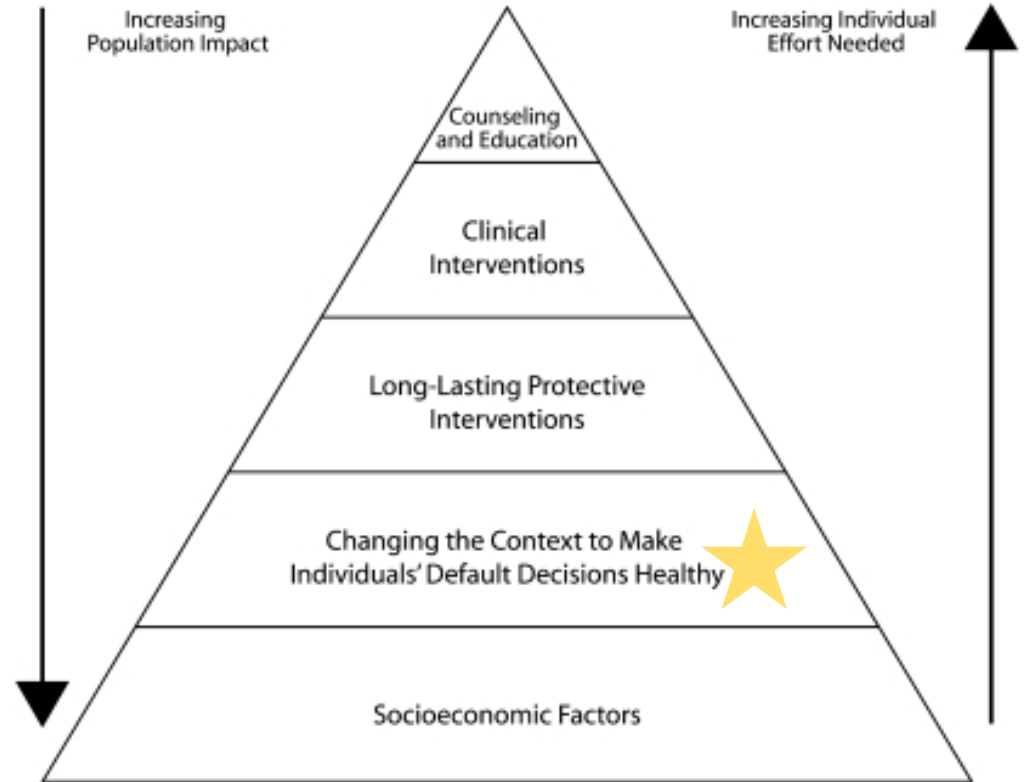 Increasing
Population Impact
Increasing Individual
Effort Needed
Counseling
and Education
Clinical
Interventions
Long-Lasting Protective
Interventions
Changing the Context to Make
Individuals’ Default Decisions Healthy
Socioeconomic Factors